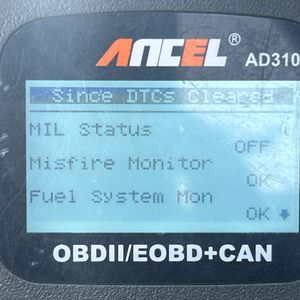 ANCEL®
AD310
Since DTCs Cleared
MIL Status
OFF
Misfire Monitor
OK
Fuel System Mon
OK
OBDII/EOBD+CAN